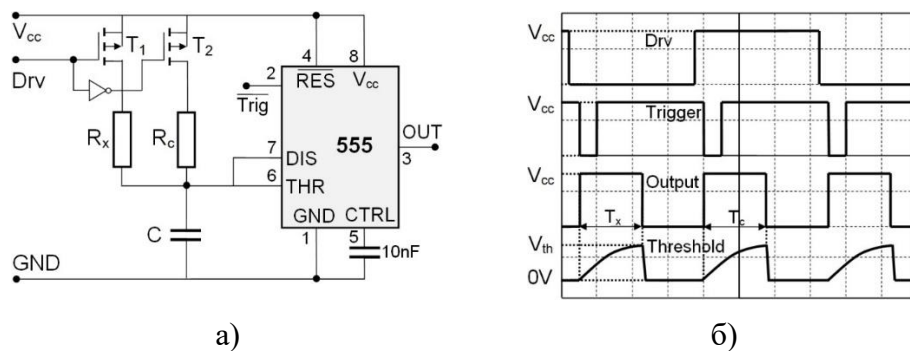 Vcc
Drv
T1
T2
Rx
Rc
C
GND
2
Trig
4
RES
8
Vcc
555
7
DIS
6
THR
OUT
3
GND
CTRL
1
5
10nF
а)
Vcc
Drv
Vcc
Trigger
Vcc
Output
Tx
Tc
Vth
Threshold
0V
б)